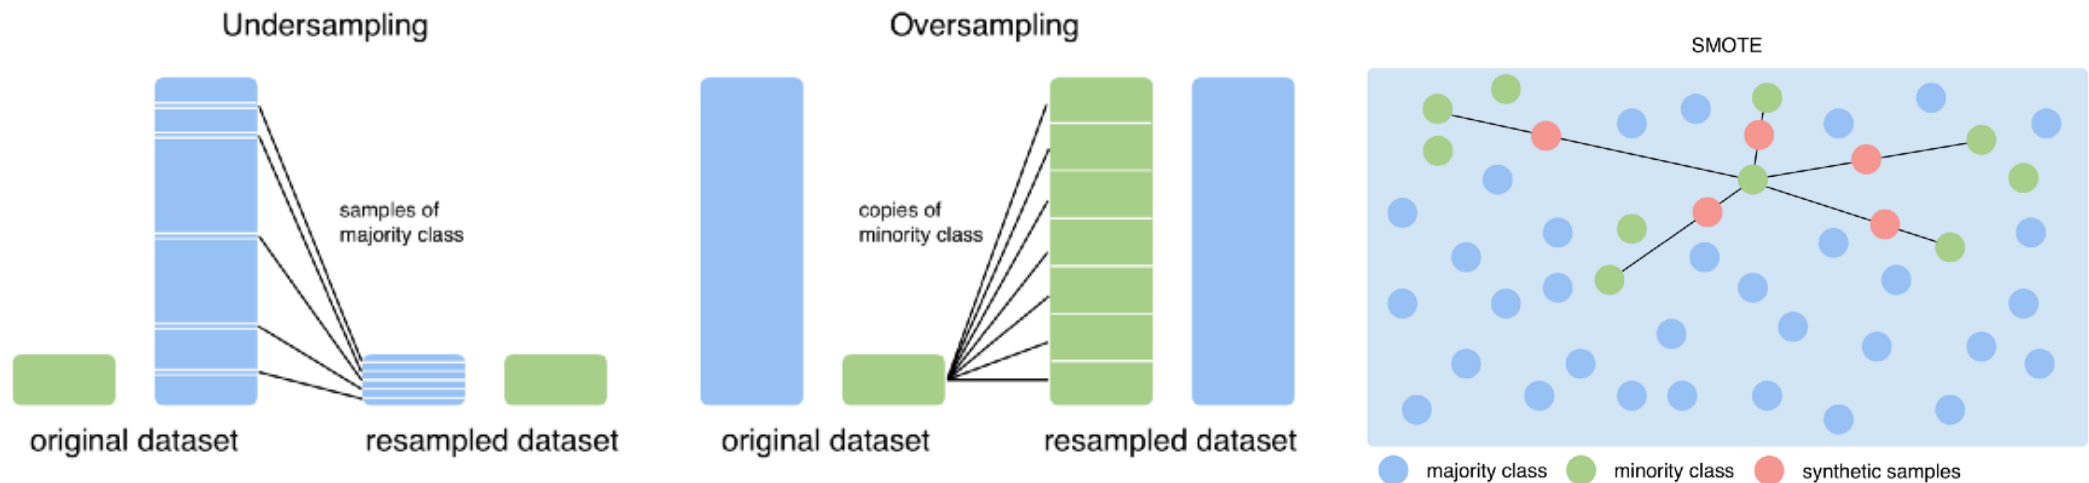 Undersampling
samples of
majority class
original dataset
resampled dataset
Oversampling
copies of
minority class
original dataset
resampled dataset
SMOTE
majority class
minority class
synthetic samples